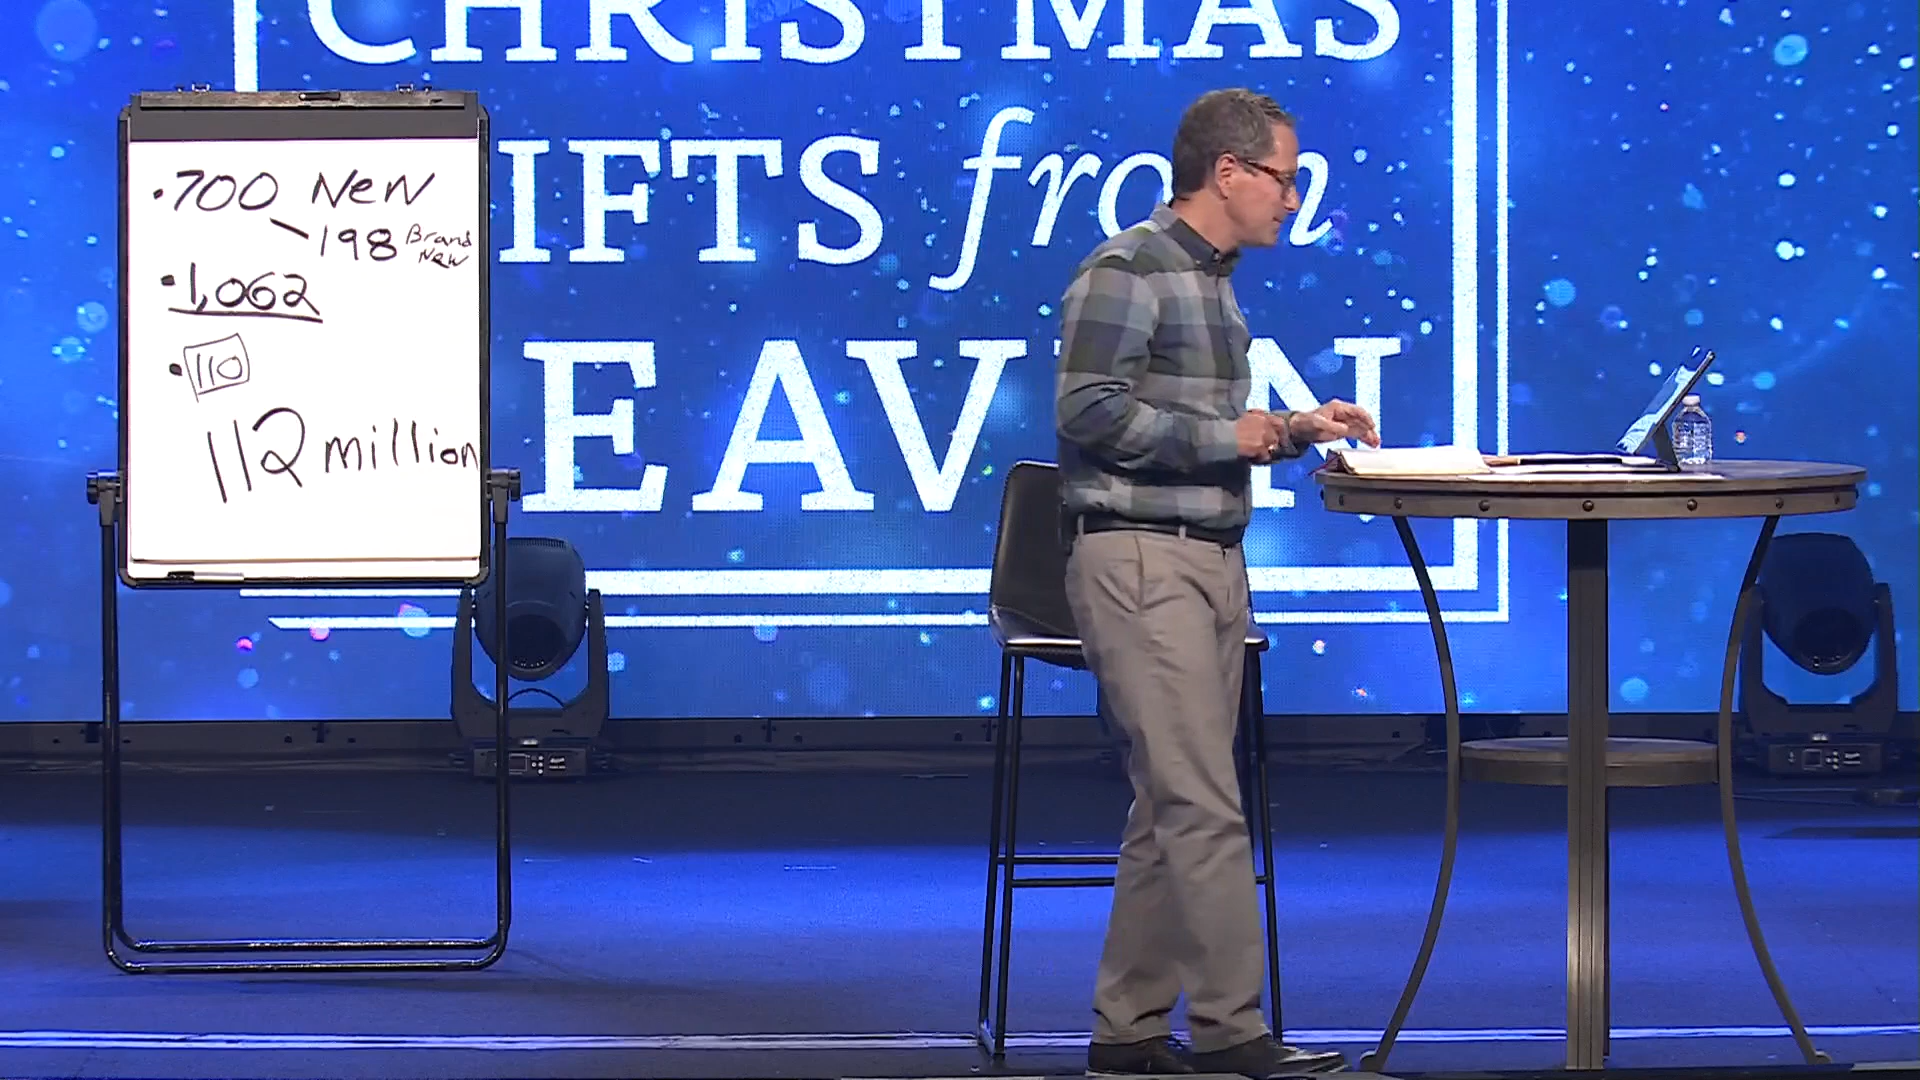 • 700 New
198 Brand
New
• 1,062
• 110
112 million
CHRISTMAS
IFTS from
EAV N